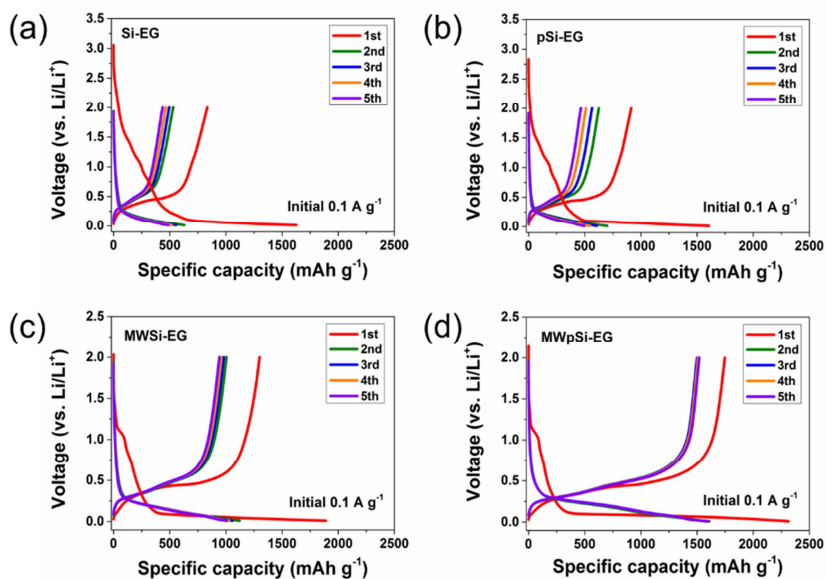 (a)
Si-EG
1st
2nd
3rd
4th
5th
Initial 0.1 A g⁻¹
3.5
3.0
2.5
2.0
1.5
1.0
0.5
0.0
Voltage (vs. Li/Li⁺)
0 500 1000 1500 2000 2500
Specific capacity (mAh g⁻¹)
(b)
pSi-EG
1st
2nd
3rd
4th
5th
Initial 0.1 A g⁻¹
3.5
3.0
2.5
2.0
1.5
1.0
0.5
0.0
Voltage (vs. Li/Li⁺)
0 500 1000 1500 2000 2500
Specific capacity (mAh g⁻¹)
(c)
MWSi-EG
1st
2nd
3rd
4th
5th
Initial 0.1 A g⁻¹
2.5
2.0
1.5
1.0
0.5
0.0
Voltage (vs. Li/Li⁺)
0 500 1000 1500 2000 2500
Specific capacity (mAh g⁻¹)
(d)
MWpSi-EG
1st
2nd
3rd
4th
5th
Initial 0.1 A g⁻¹
2.5
2.0
1.5
1.0
0.5
0.0
Voltage (vs. Li/Li⁺)
0 500 1000 1500 2000 2500
Specific capacity (mAh g⁻¹)